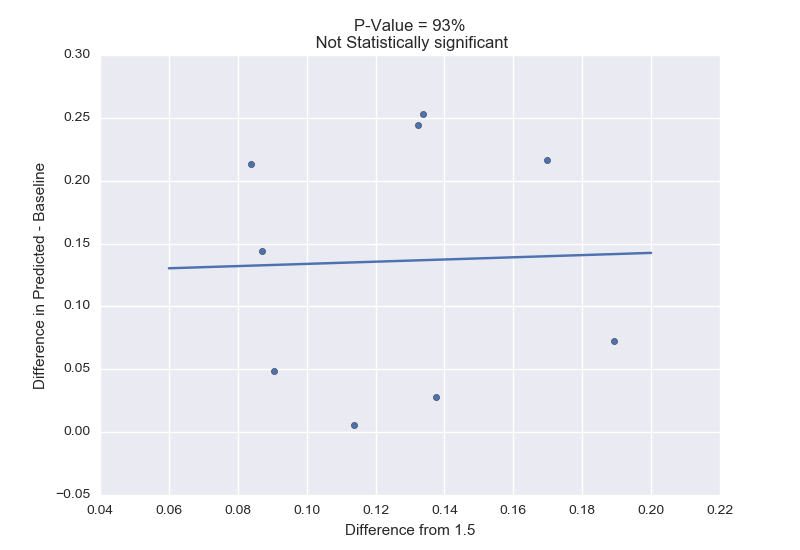 P-Value = 93%
Not Statistically significant
0.30
0.25
0.20
0.15
0.10
0.05
0.00
−0.05
Difference in Predicted - Baseline
0.04 0.06 0.08 0.10 0.12 0.14 0.16 0.18 0.20 0.22
Difference from 1.5